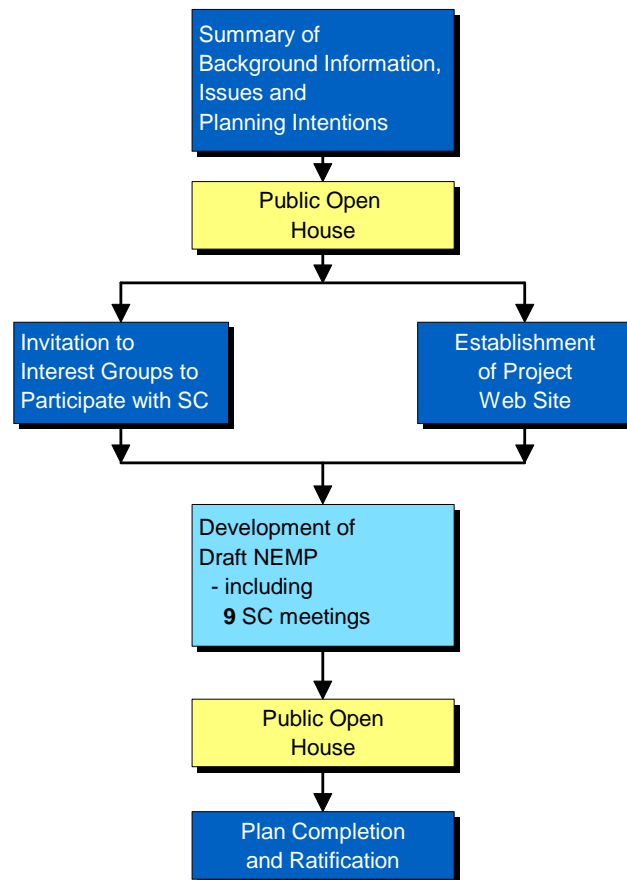 Summary of
Background Information,
Issues and
Planning Intentions
Public Open
House
Invitation to
Interest Groups to
Participate with SC
Establishment
of Project
Web Site
Development of
Draft NEMP
- including
9 SC meetings
Public Open
House
Plan Completion
and Ratification